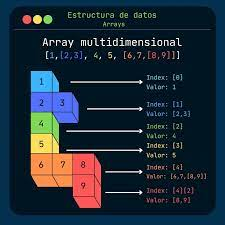 Estructura de datos
Arrays
Array multidimensional
[1,[2,3], 4, 5, [6,7,[8,9]]]
1
Index: [0]
Valor: 1
2 3
Index: [1]
Valor: [2,3]
4
Index: [2]
Valor: 4
5
Index: [3]
Valor: 5
6 7 8
Index: [4]
Valor: [6,7,[8,9]]
9
Index: [4][2]
Valor: [8,9]